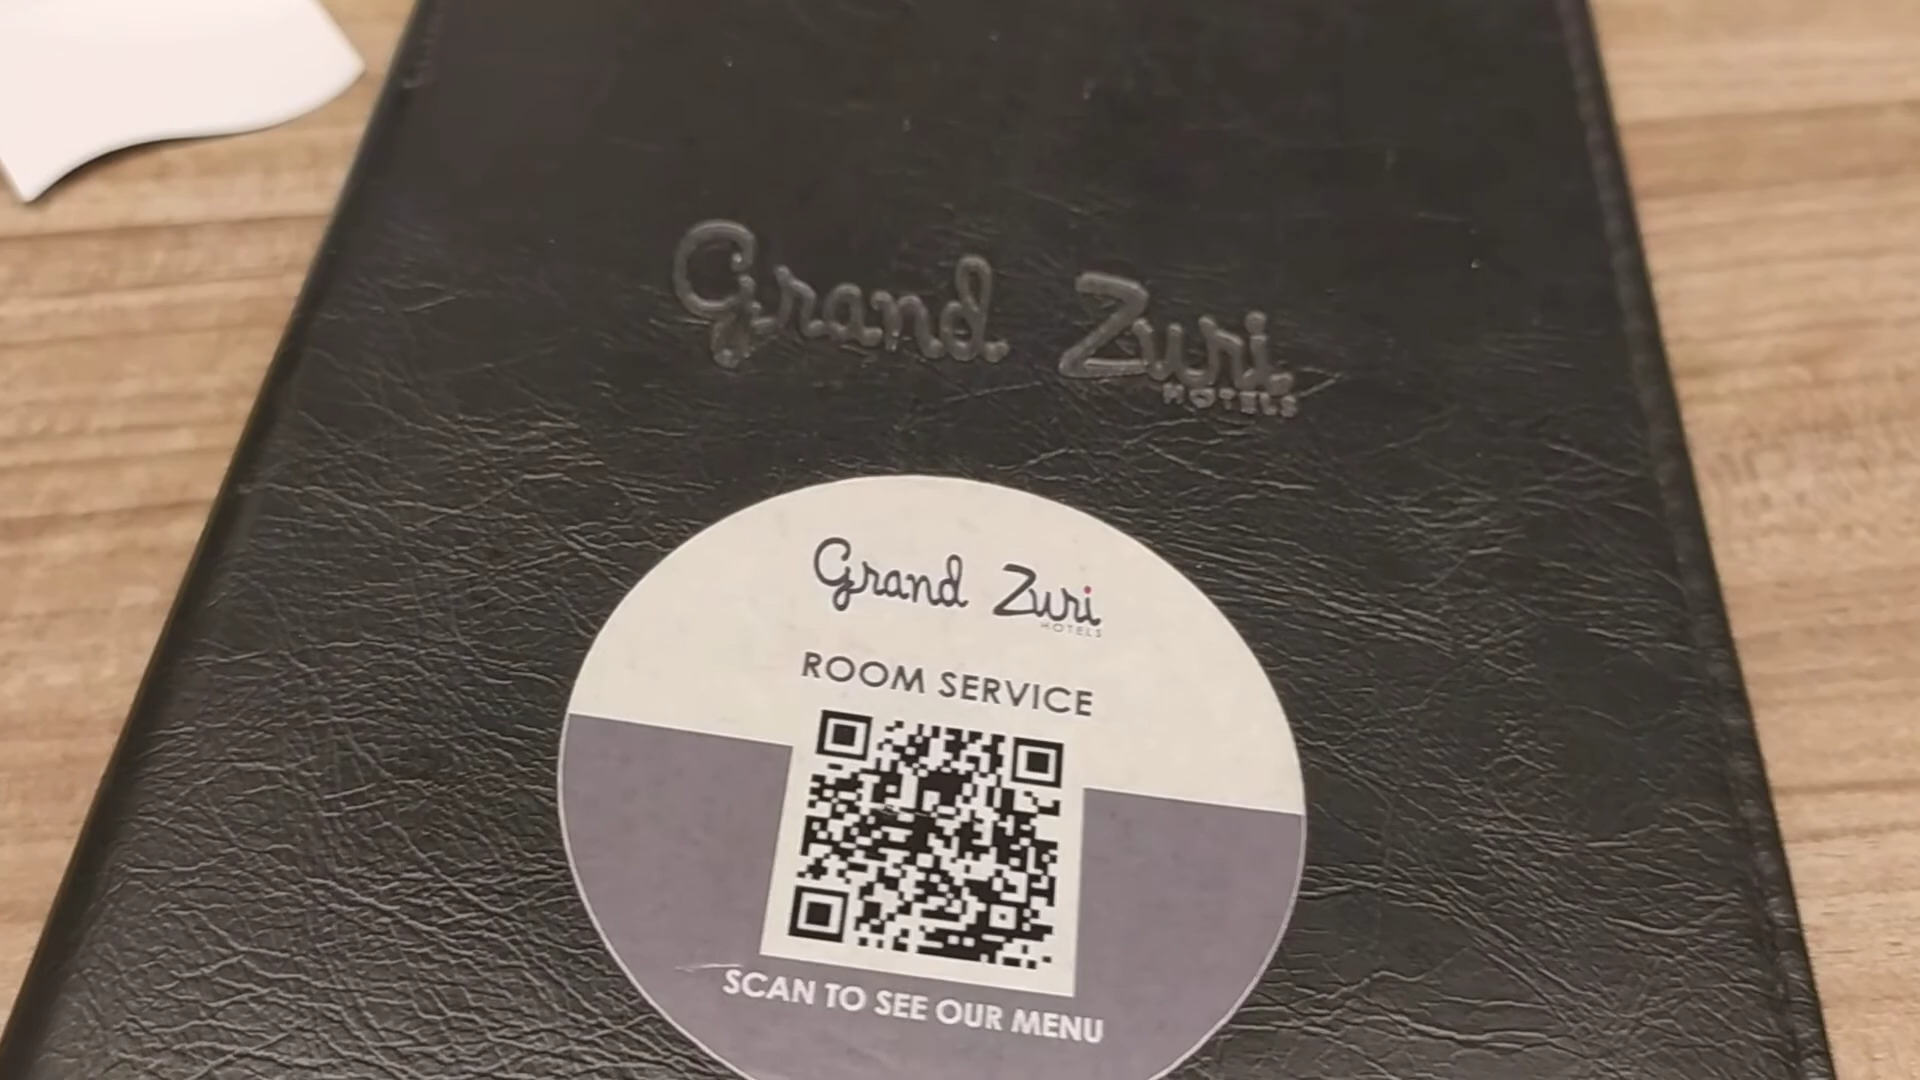 Grand Zuri
HOTELS
Grand Zuri
HOTELS
ROOM SERVICE
SCAN TO SEE OUR MENU